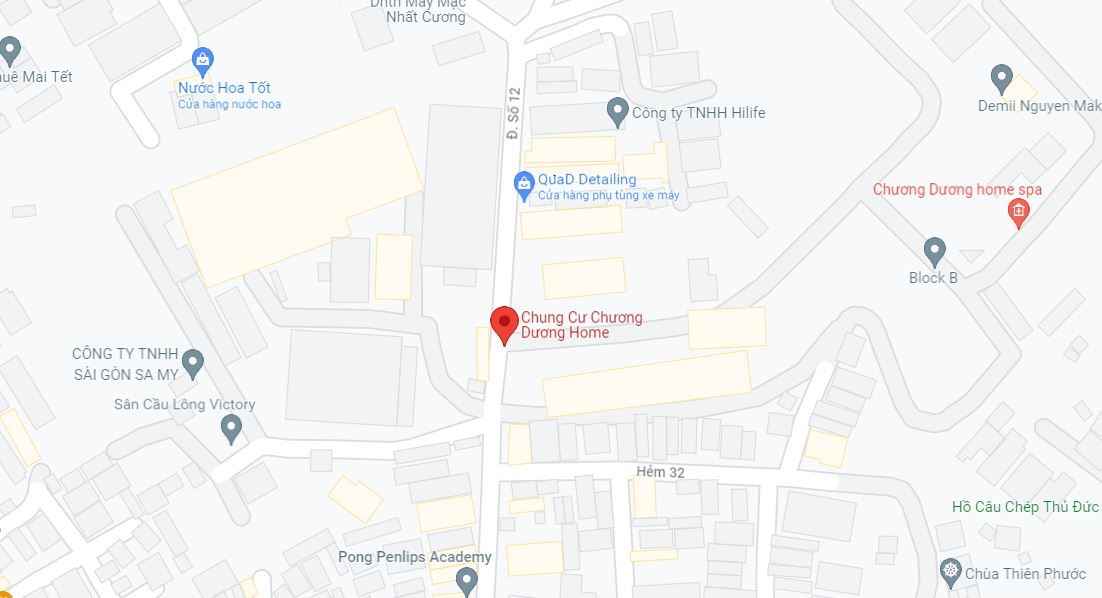 Dnth May Mặc
Nhất Cương
uê Mai Tết
Nước Hoa Tốt
Cửa hàng nước hoa
Đ. Số 12
Công ty TNHH Hilife
Demii Nguyen Mak
QuaD Detailing
Cửa hàng phụ tùng xe máy
Chương Dương home spa
Block B
Chung Cư Chương
Dương Home
CÔNG TY TNHH
SÀI GÒN SA MY
Sân Cầu Lông Victory
Hẻm 32
Hồ Câu Chép Thủ Đức
Pong Penlips Academy
Chùa Thiên Phước